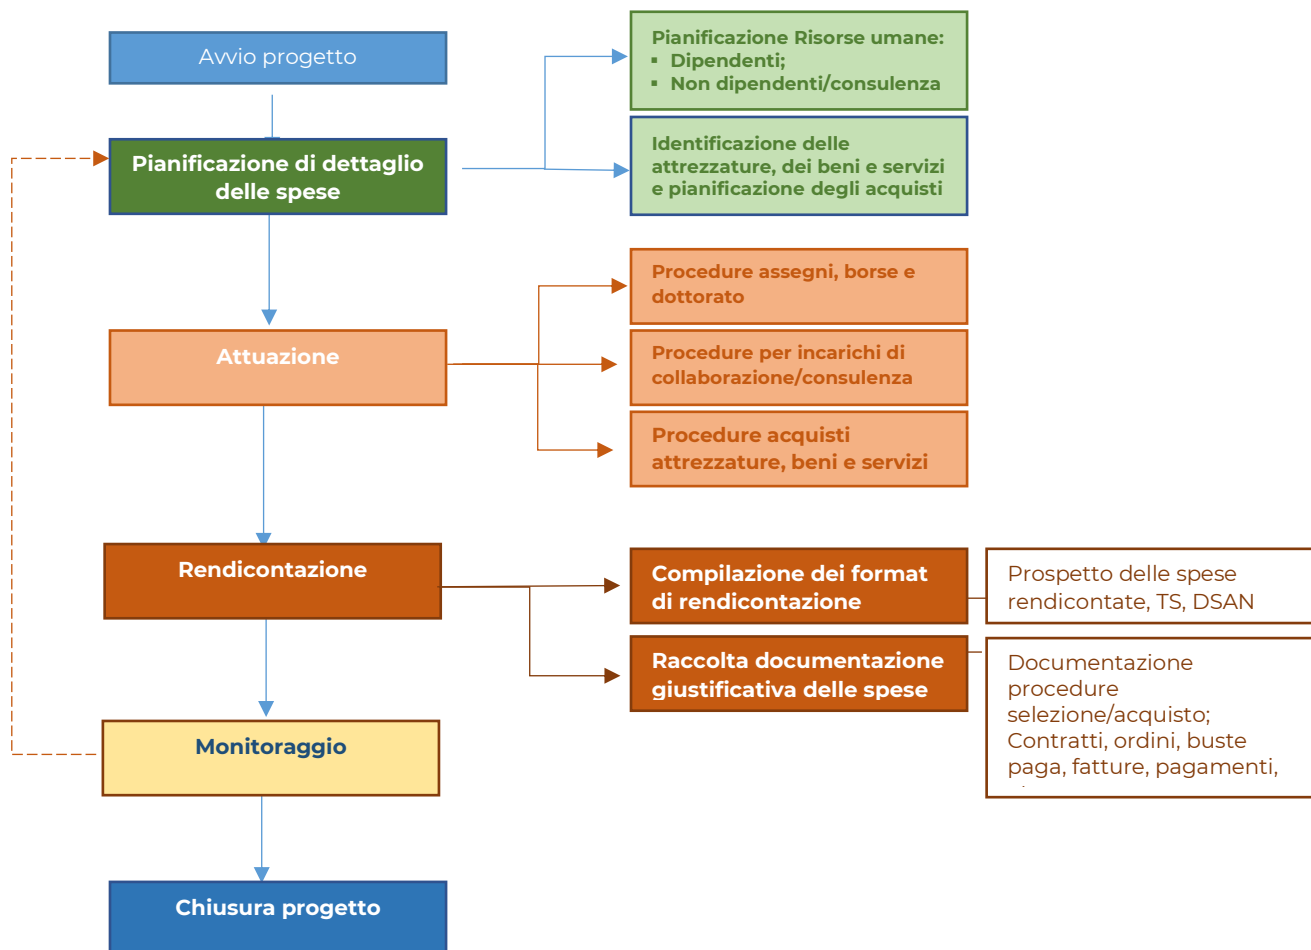 Avvio progetto
Pianificazione Risorse umane:
▪ Dipendenti;
▪ Non dipendenti/consulenza
Pianificazione di dettaglio
delle spese
Identificazione delle
attrezzature, dei beni e servizi
e pianificazione degli acquisti
Attuazione
Procedure assegni, borse e
dottorato
Procedure per incarichi di
collaborazione/consulenza
Procedure acquisti
attrezzature, beni e servizi
Rendicontazione
Compilazione dei format
di rendicontazione
Prospetto delle spese
rendicontate, TS, DSAN
Raccolta documentazione
giustificativa delle spese
Documentazione
procedure
selezione/acquisto;
Contratti, ordini, buste
paga, fatture, pagamenti,
Monitoraggio
Chiusura progetto